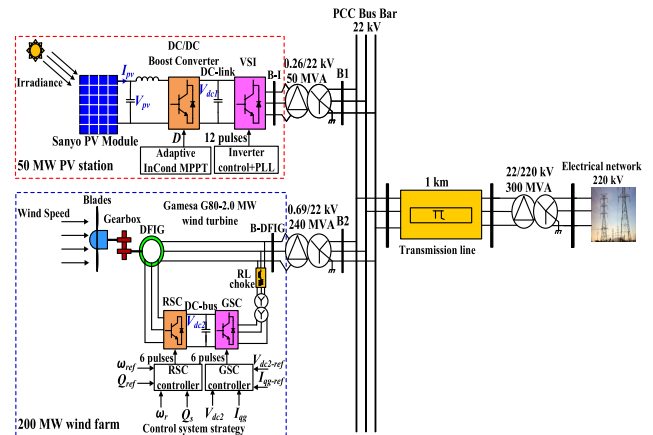 PCC Bus Bar
22 kV
DC/DC
Boost Converter
Irradiance
I_pv
V_pv
DC-link
V_dc1
VSI
B-I
0.26/22 kV
50 MVA
B1
Sanyo PV Module
D
12 pulses
Adaptive
InCond MPPT
Inverter
control+PLL
50 MW PV station
1 km
π
Transmission line
22/220 kV
300 MVA
Electrical network
220 kV
Blades
Wind Speed
Gearbox
DFIG
Gamesa G80-2.0 MW
wind turbine
B-DFIG
0.69/22 kV
240 MVA
B2
RL
choke
RSC
DC-bus
V_dc2
GSC
6 pulses
6 pulses
ω_ref
Q_ref
RSC
controller
GSC
controller
V_dc2-ref
I_qg-ref
ω_r
Q_s
V_dc2
I_qg
Control system strategy
200 MW wind farm